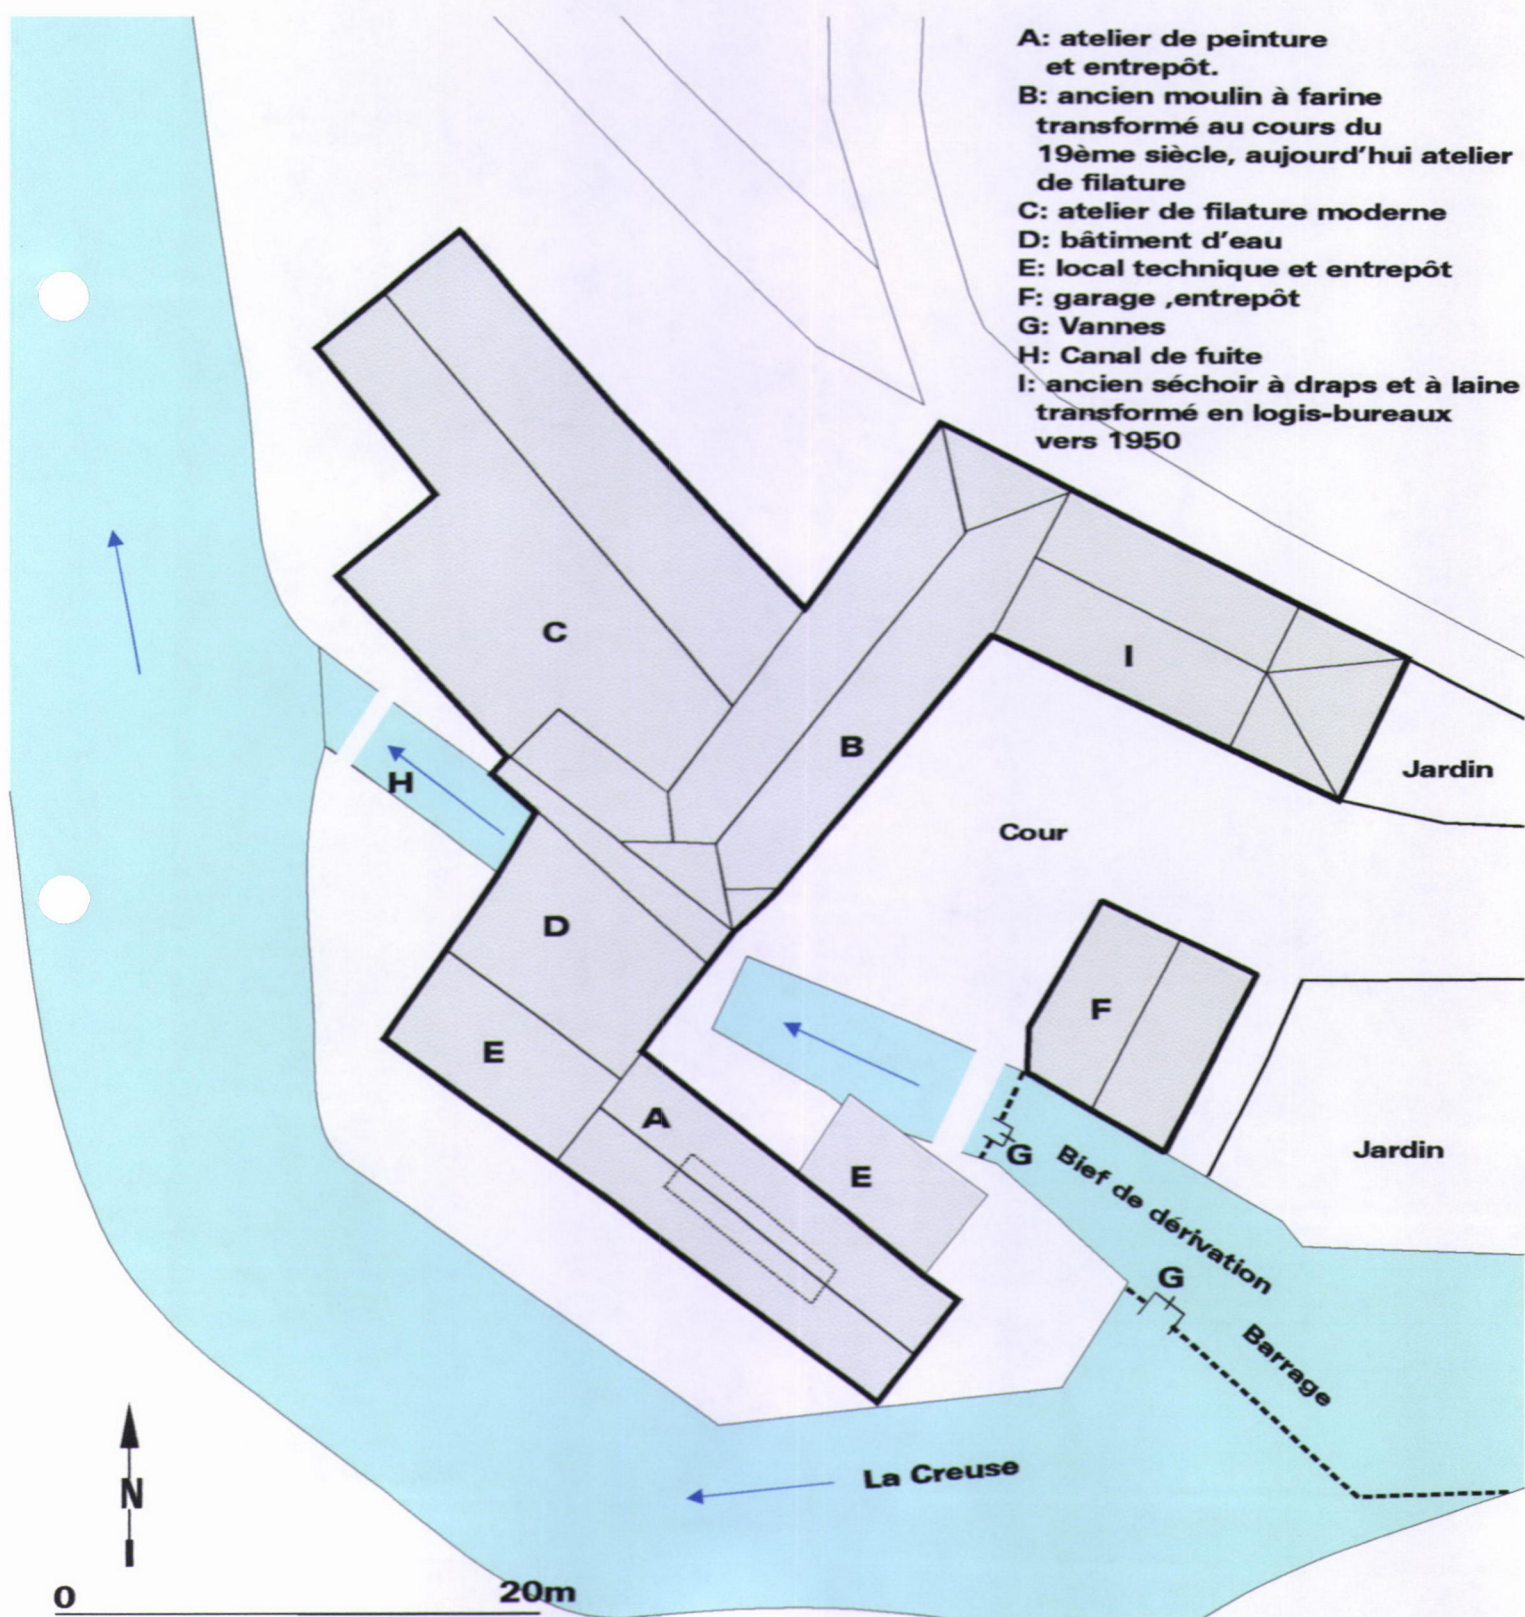 A: atelier de peinture
et entrepôt.
B: ancien moulin à farine
transformé au cours du
19ème siècle, aujourd'hui atelier
de filature
C: atelier de filature moderne
D: bâtiment d'eau
E: local technique et entrepôt
F: garage ,entrepôt
G: Vannes
H: Canal de fuite
I: ancien séchoir à draps et à laine
transformé en logis-bureaux
vers 1950
C
I
B
Jardin
H
Cour
D
F
E
A
G
Bief de dérivation
Jardin
E
G
Barrage
La Creuse
N
0
20m